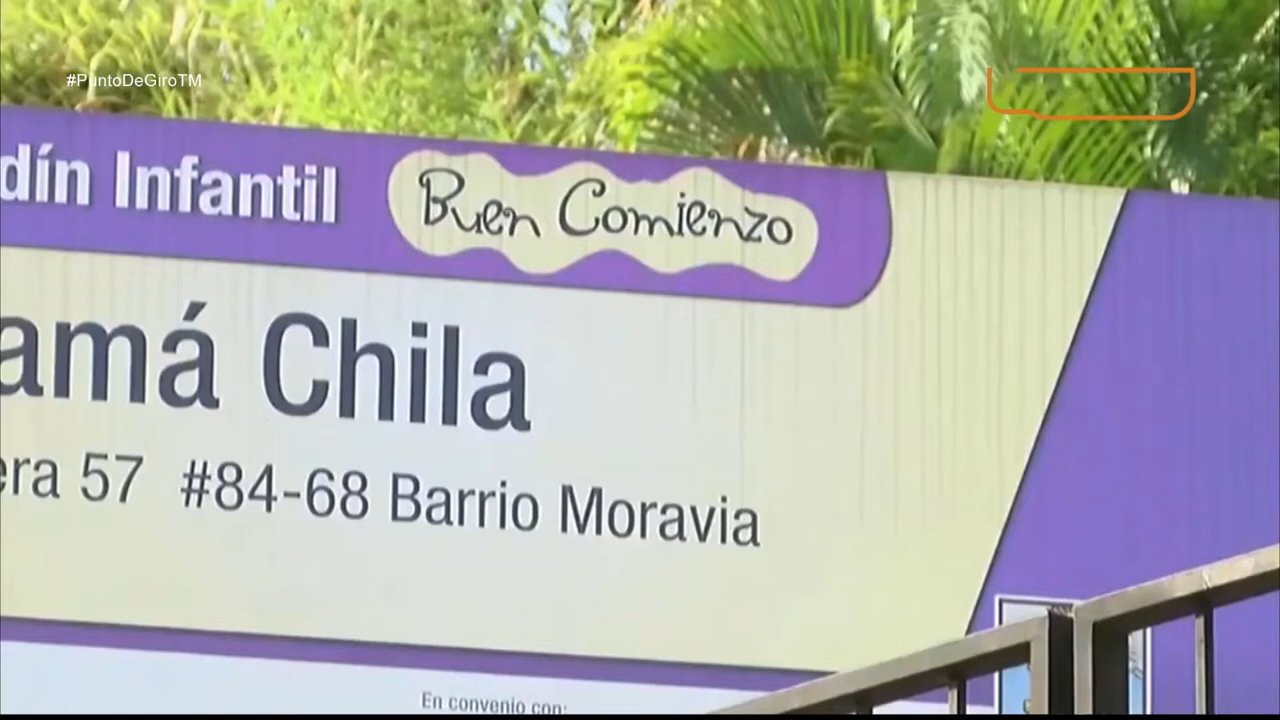 #PuntoDeGiroTM
dín Infantil Buen Comienzo
amá Chila
era 57 #84-68 Barrio Moravia
En convenio con: